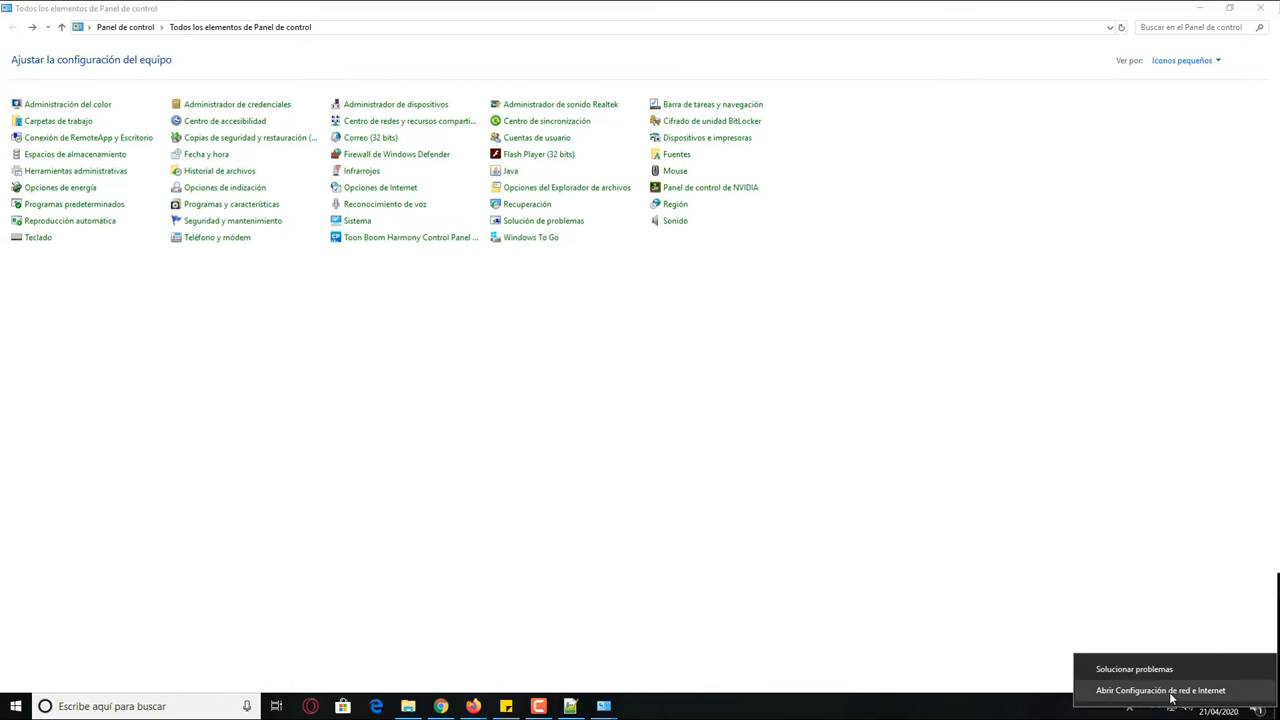 Todos los elementos de Panel de control
Panel de control > Todos los elementos de Panel de control
Buscar en el Panel de control
Ajustar la configuración del equipo
Ver por: Iconos pequeños
Administración del color
Administrador de credenciales
Administrador de dispositivos
Administrador de sonido Realtek
Barra de tareas y navegación
Carpetas de trabajo
Centro de accesibilidad
Centro de redes y recursos comparti...
Centro de sincronización
Cifrado de unidad BitLocker
Conexión de RemoteApp y Escritorio
Copias de seguridad y restauración (...
Correo (32 bits)
Cuentas de usuario
Dispositivos e impresoras
Espacios de almacenamiento
Fecha y hora
Firewall de Windows Defender
Flash Player (32 bits)
Fuentes
Herramientas administrativas
Historial de archivos
Infrarrojos
Java
Mouse
Opciones de energía
Opciones de indización
Opciones de Internet
Opciones del Explorador de archivos
Panel de control de NVIDIA
Programas predeterminados
Programas y características
Reconocimiento de voz
Recuperación
Región
Reproducción automática
Seguridad y mantenimiento
Sistema
Solución de problemas
Sonido
Teclado
Teléfono y módem
Toon Boom Harmony Control Panel ...
Windows To Go
Solucionar problemas
Abrir Configuración de red e Internet
Escribe aquí para buscar
21/04/2020